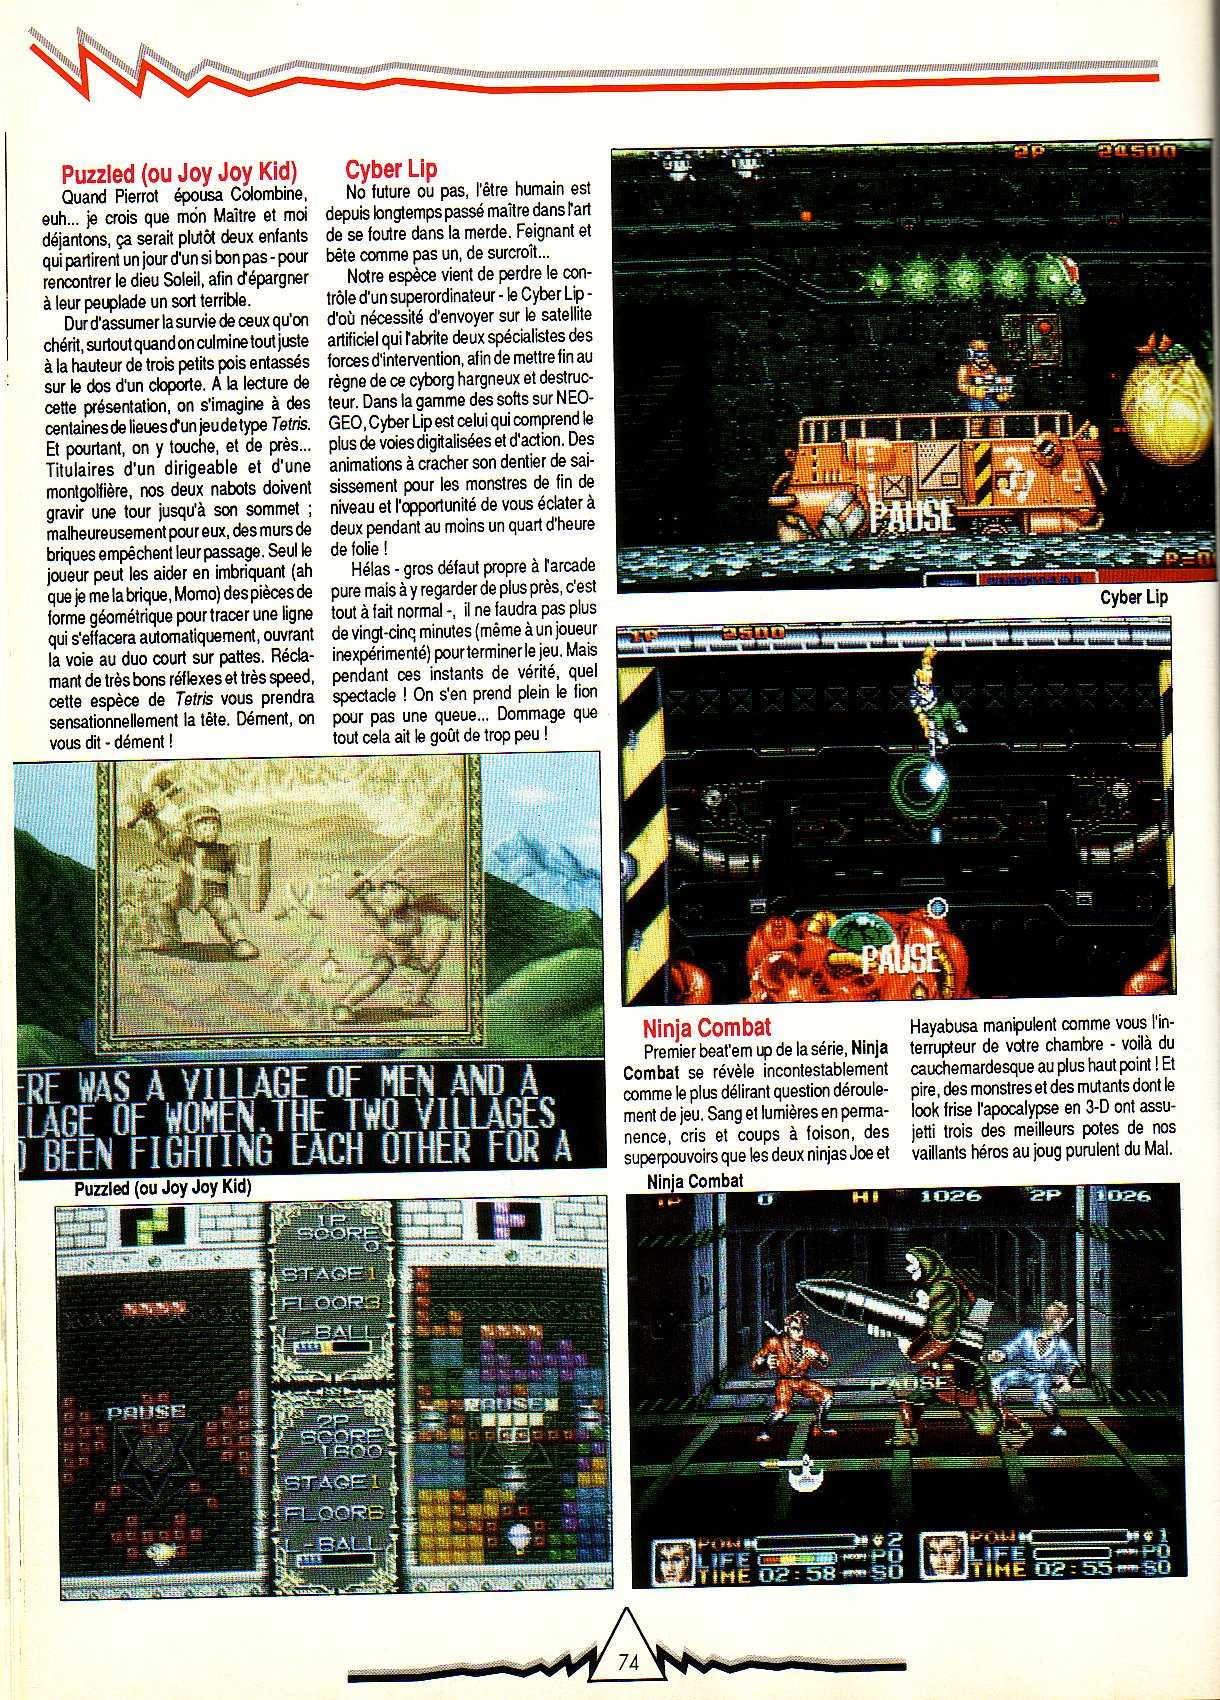 Puzzled (ou Joy Joy Kid)
Quand Pierrot épousa Colombine,
euh... je crois que mon Maître et moi
déjantons, ça serait plutôt deux enfants
qui partirent un jour d'un si bon pas - pour
rencontrer le dieu Soleil, afin d'épargner
à leur peuplade un sort terrible.
Dur d'assumer la survie de ceux qu'on
chérit, surtout quand on culmine tout juste
à la hauteur de trois petits pois entassés
sur le dos d'un cloporte. A la lecture de
cette présentation, on s'imagine à des
centaines de lieues d'un jeu de type Tetris.
Et pourtant, on y touche, et de près...
Titulaires d'un dirigeable et d'une
montgolfière, nos deux nabots doivent
gravir une tour jusqu'à son sommet ;
malheureusement pour eux, des murs de
briques empêchent leur passage. Seul le
joueur peut les aider en imbriquant (ah
que je me la brique, Momo) des pièces de
forme géométrique pour tracer une ligne
qui s'effacera automatiquement, ouvrant
la voie au duo court sur pattes. Récla-
mant de très bons réflexes et très speed,
cette espèce de Tetris vous prendra
sensationnellement la tête. Dément, on
vous dit - dément !
Cyber Lip
No future ou pas, l'être humain est
depuis longtemps passé maître dans l'art
de se foutre dans la merde. Feignant et
bête comme pas un, de surcroît...
Notre espèce vient de perdre le con-
trôle d'un superordinateur - le Cyber Lip -
d'où nécessité d'envoyer sur le satellite
artificiel qui l'abrite deux spécialistes des
forces d'intervention, afin de mettre fin au
règne de ce cyborg hargneux et destruc-
teur. Dans la gamme des softs sur NEO-
GEO, Cyber Lip est celui qui comprend le
plus de voies digitalisées et d'action. Des
animations à cracher son dentier de sai-
sissement pour les monstres de fin de
niveau et l'opportunité de vous éclater à
deux pendant au moins un quart d'heure
de folie !
Hélas - gros défaut propre à l'arcade
pure mais à y regarder de plus près, c'est
tout à fait normal -, il ne faudra pas plus
de vingt-cinq minutes (même à un joueur
inexpérimenté) pour terminer le jeu. Mais
pendant ces instants de vérité, quel
spectacle ! On s'en prend plein le fion
pour pas une queue... Dommage que
tout cela ait le goût de trop peu !
2P 24500
PAUSE
Cyber Lip
1P 2500
PAUSE
ERE WAS A VILLAGE OF MEN AND A
LAGE OF WOMEN. THE TWO VILLAGES
D BEEN FIGHTING EACH OTHER FOR A
Puzzled (ou Joy Joy Kid)
1P
SCORE
0
STAGE 1
FLOOR 3
L-BALL
PAUSE
PAUSE
2P
SCORE
1600
STAGE 1
FLOOR 6
L-BALL
Ninja Combat
Premier beat'em up de la série, Ninja
Combat se révèle incontestablement
comme le plus délirant question déroule-
ment de jeu. Sang et lumières en perma-
nence, cris et coups à foison, des
superpouvoirs que les deux ninjas Joe et
Hayabusa manipulent comme vous l'in-
terrupteur de votre chambre - voilà du
cauchemardesque au plus haut point ! Et
pire, des monstres et des mutants dont le
look frise l'apocalypse en 3-D ont assu-
jetti trois des meilleurs potes de nos
vaillants héros au joug purulent du Mal.
Ninja Combat
1P 0 HI 1026 2P 1026
PAUSE
POW 2 POW 1
LIFE P0 LIFE P0
TIME 02:58 S0 TIME 02:55 S0
74